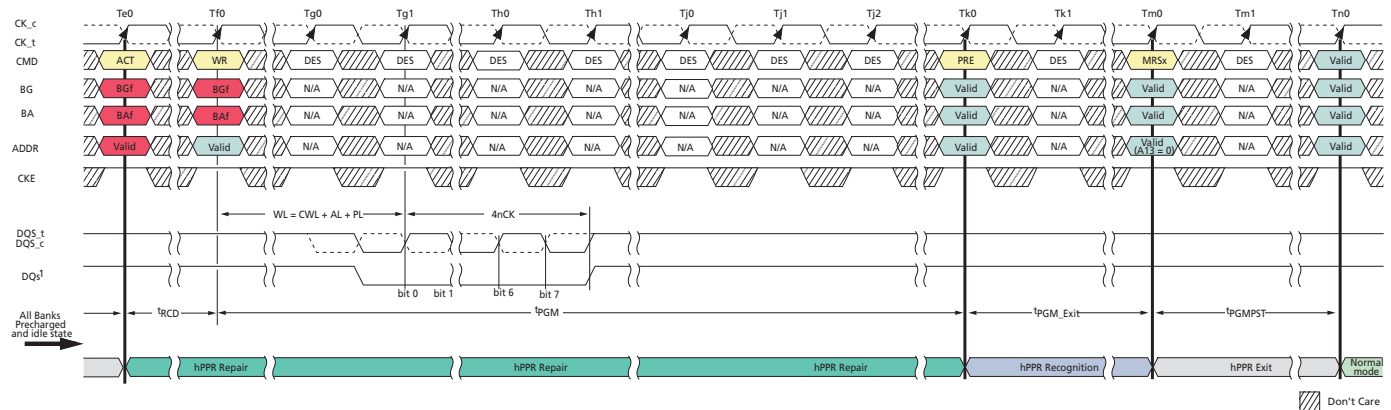 Te0 Tf0 Tg0 Tg1 Th0 Th1 Tj0 Tj1 Tj2 Tk0 Tk1 Tm0 Tm1 Tn0
CK_c
CK_t
CMD ACT WR DES DES DES DES DES DES DES PRE DES MRSx DES Valid
BG BGf BGf N/A N/A N/A N/A N/A N/A N/A Valid N/A Valid N/A Valid
BA BAf BAf N/A N/A N/A N/A N/A N/A N/A Valid N/A Valid N/A Valid
ADDR Valid Valid N/A N/A N/A N/A N/A N/A N/A Valid N/A Valid (A13 = 0) N/A Valid
CKE
WL = CWL + AL + PL 4nCK
DQS_t
DQS_c
DQs1
bit 0 bit 1 bit 6 bit 7
All Banks
Precharged
and idle state
tRCD tPGM tPGM_Exit tPGMPST
hPPR Repair hPPR Repair hPPR Repair hPPR Recognition hPPR Exit Normal
mode
Don't Care